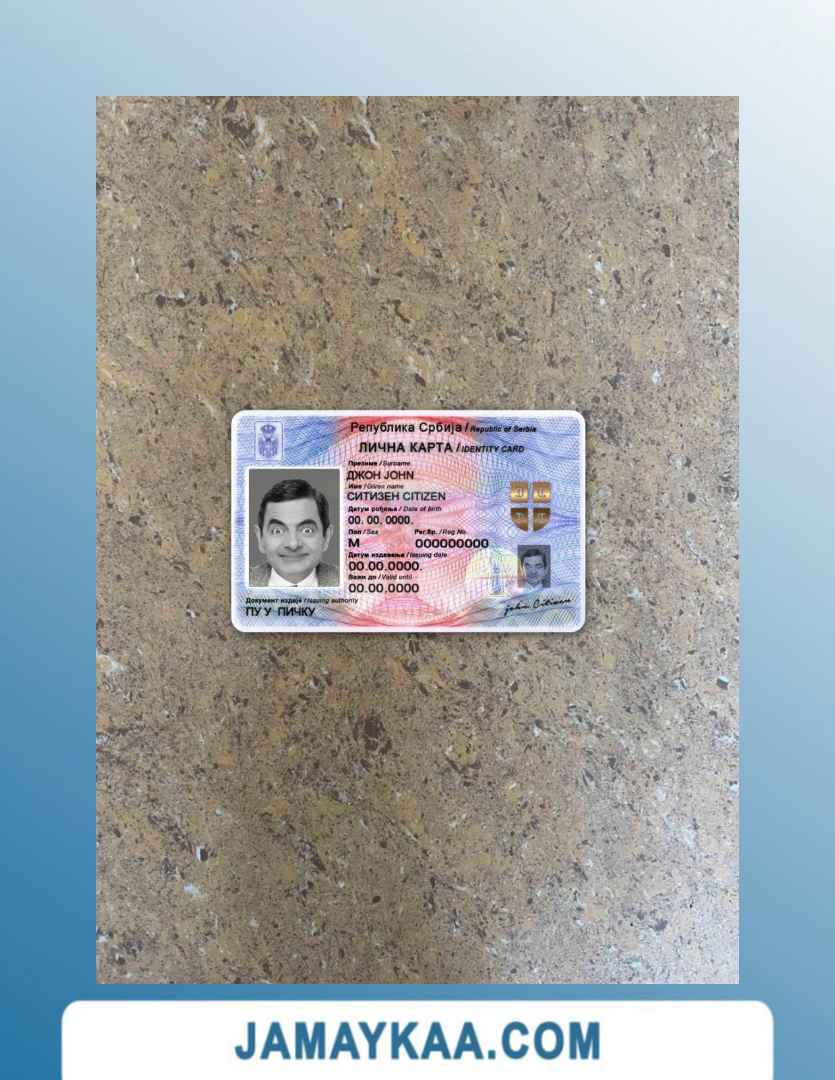 Република Србија / Republic of Serbia
ЛИЧНА КАРТА / IDENTITY CARD
Презиме / Surname
ДЖОН JOHN
Име / Given name
СИТИЗЕН CITIZEN
Датум рођења / Date of birth
00. 00. 0000.
Пол / Sex Рег.бр. / Reg.No.
М 000000000
Датум издавања / Issuing date
00.00.0000.
Важи до / Valid until
00.00.0000
Документ издаје / Issuing authority
ПУ У ПИЧКУ
John Citizen
JAMAYKAA.COM